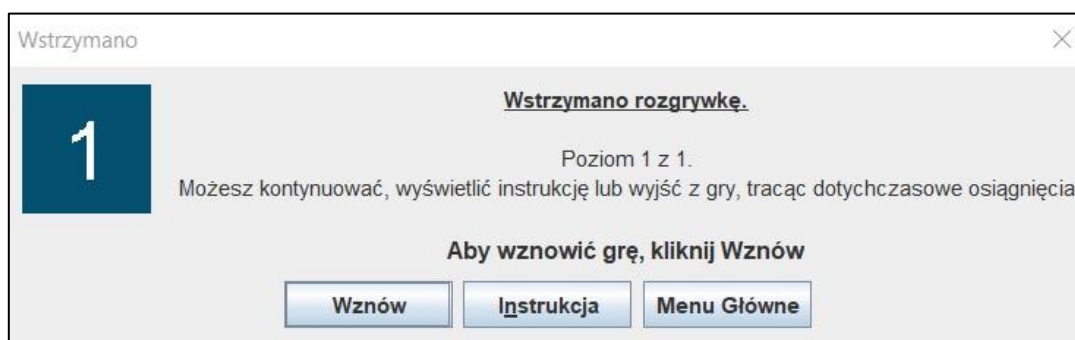 Wstrzymano
1
Wstrzymano rozgrywkę.
Poziom 1 z 1.
Możesz kontynuować, wyświetlić instrukcję lub wyjść z gry, tracąc dotychczasowe osiągnięcia
Aby wznowić grę, kliknij Wznów
Wznów Instrukcja Menu Główne